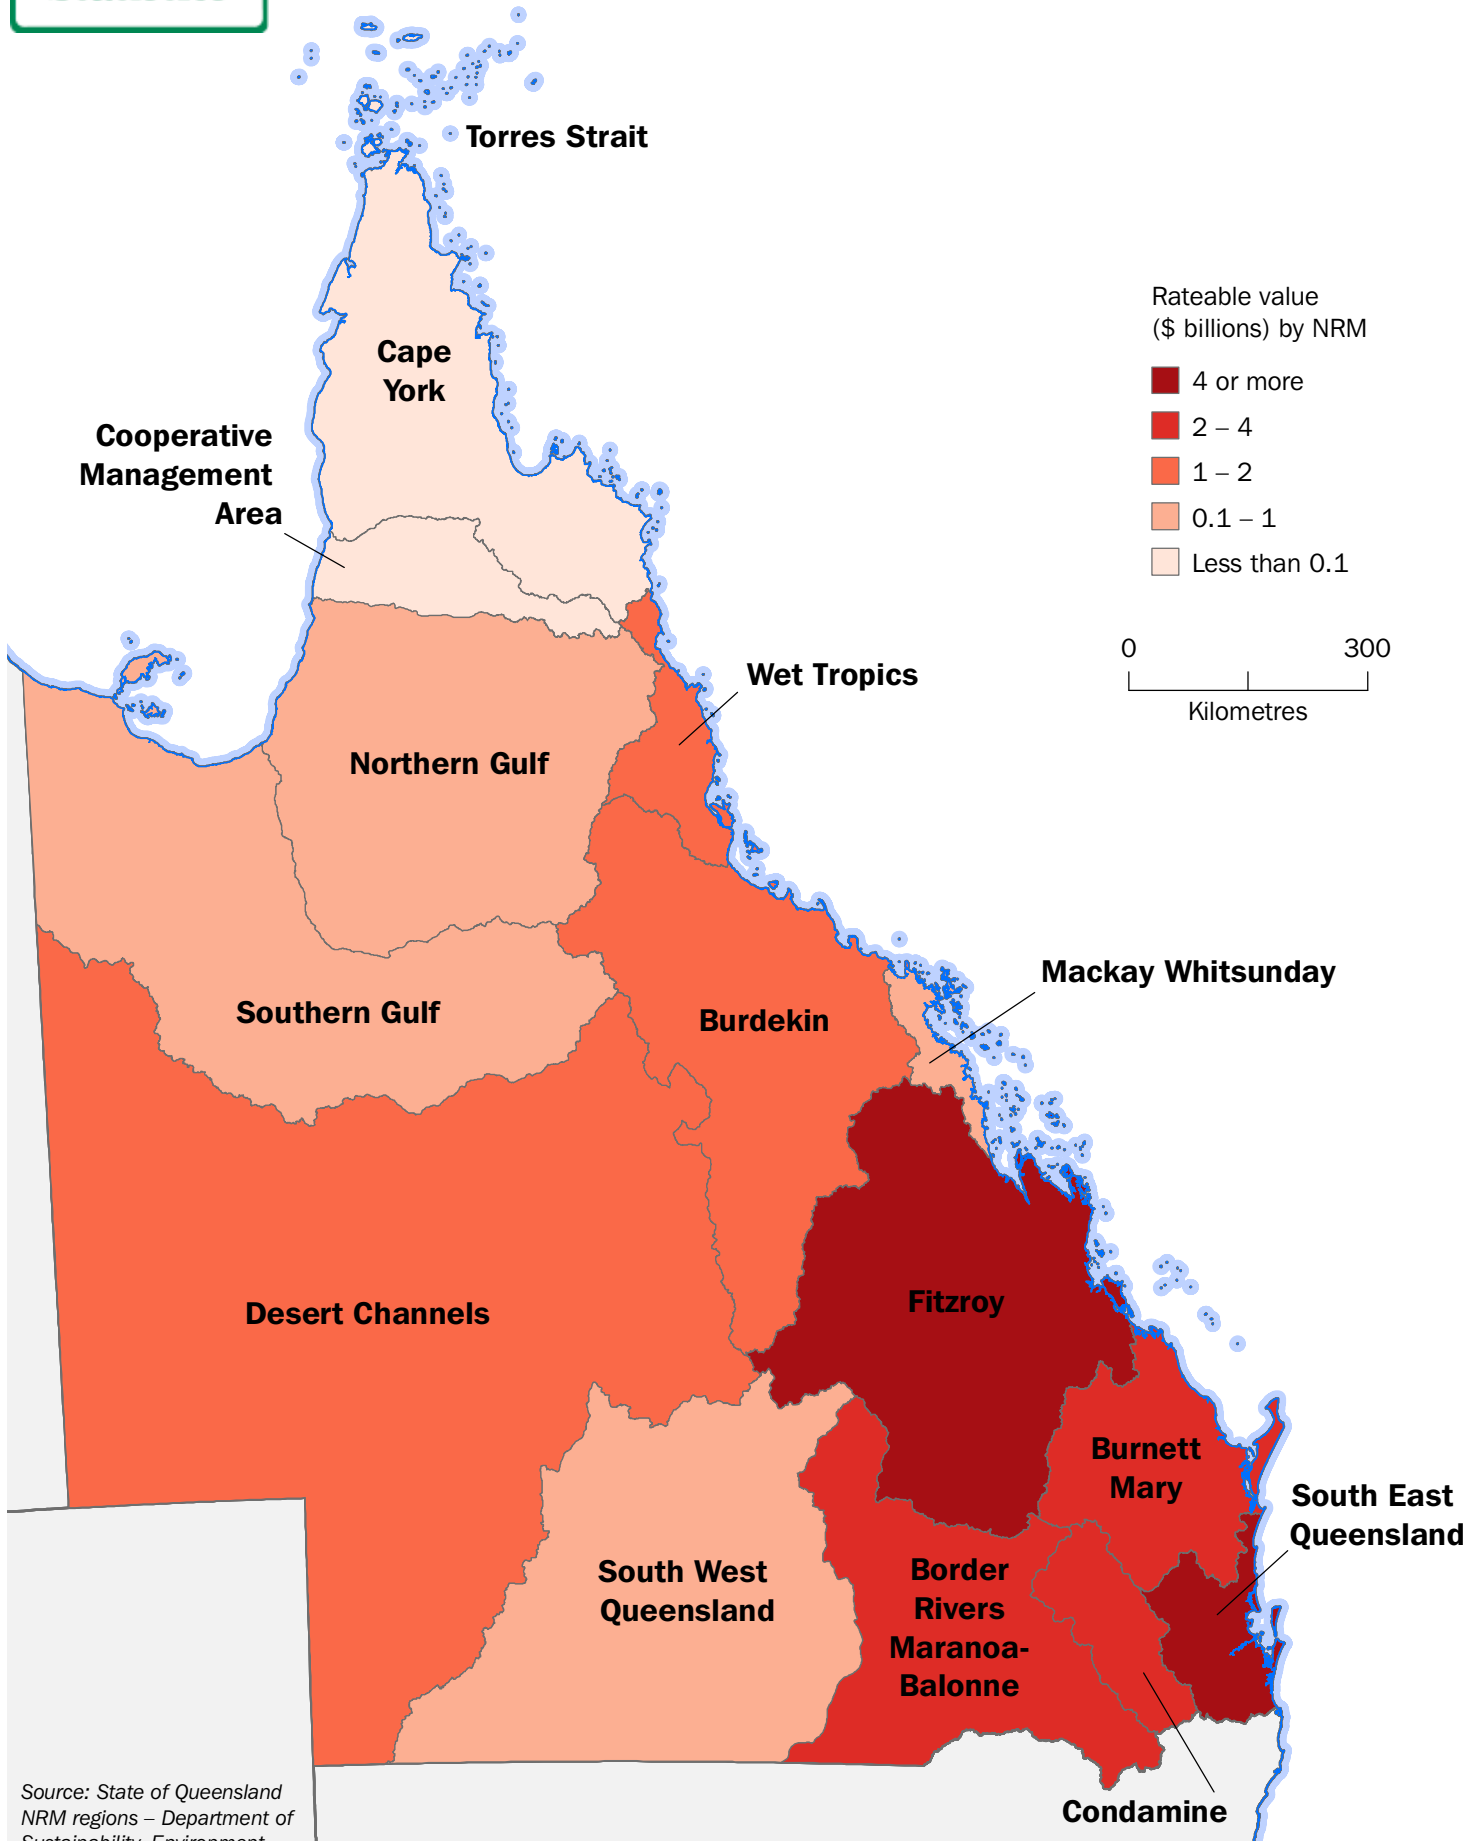 Torres Strait
Cape
York
Cooperative
Management
Area
Rateable value
($ billions) by NRM
4 or more
2 – 4
1 – 2
0.1 – 1
Less than 0.1
0 300
Kilometres
Wet Tropics
Northern Gulf
Mackay Whitsunday
Southern Gulf
Burdekin
Desert Channels
Fitzroy
Burnett
Mary
South East
Queensland
South West
Queensland
Border
Rivers
Maranoa-
Balonne
Condamine
Source: State of Queensland
NRM regions – Department of
Sustainability, Environment